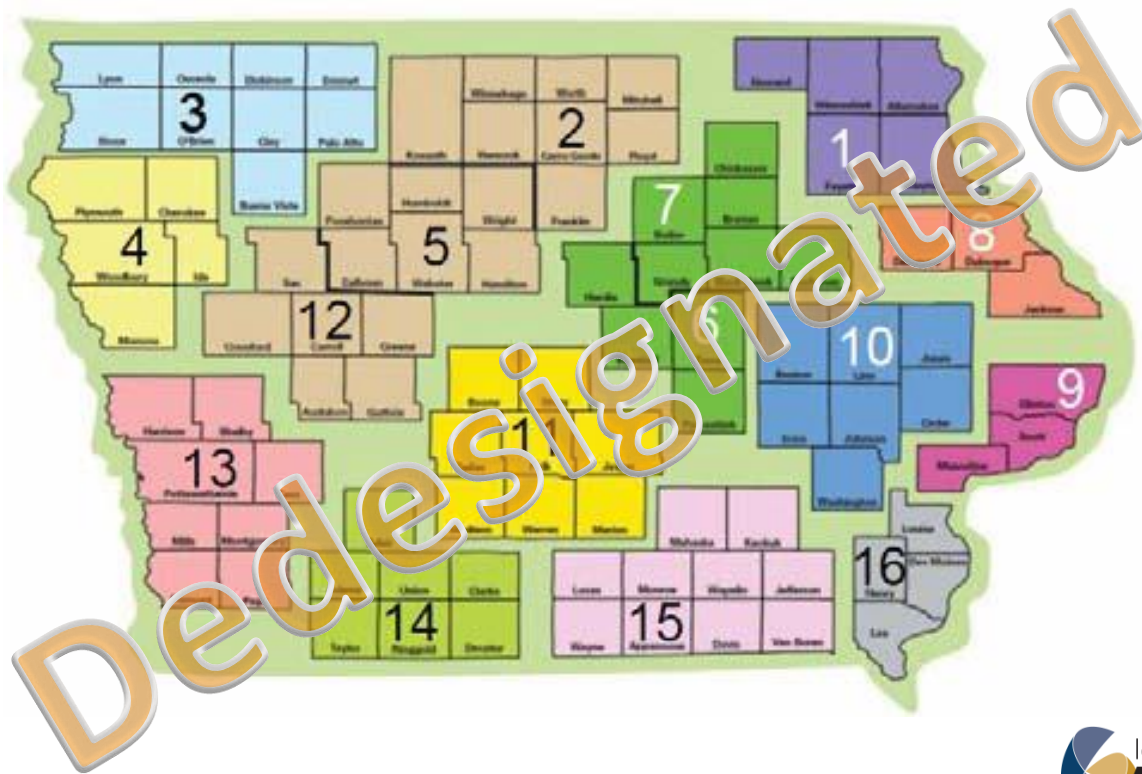 Lyon Osceola Dickinson Emmet
3
Sioux O'Brien Clay Palo Alto
Buena Vista
Winnebago Worth Mitchell
2
Kossuth Hancock Cerro Gordo Floyd
Howard
Winneshiek Allamakee
1
Chickasaw
7
Butler Bremer
Plymouth Cherokee
4
Woodbury Ida
Monona
Humboldt
Pocahontas Wright Franklin
5
Sac Calhoun Webster Hamilton
Hardin Grundy
8
Dubuque
Jackson
12
Crawford Carroll Greene
Audubon Guthrie
6
10
Benton Linn Jones
Iowa Johnson Cedar
Washington
9
Clinton
Scott
Muscatine
Harrison Shelby
13
Pottawattamie
Mills
Boone
11
Warren Marion
Mahaska Keokuk
Louisa
Des Moines
16
Henry
Lee
Union Clarke
14
Taylor Ringgold Decatur
Lucas Monroe Wapello Jefferson
15
Wayne Appanoose Davis Van Buren
Dedesignated